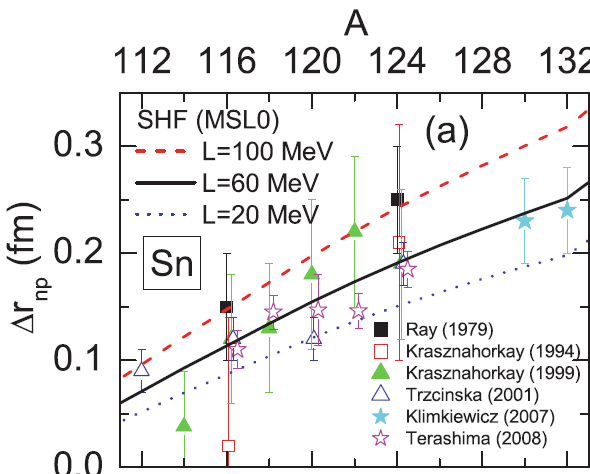 A
112 116 120 124 128 132
SHF (MSL0)
(a)
L=100 MeV
L=60 MeV
L=20 MeV
Sn
0.3
0.2
0.1
0.0
Δr_np (fm)
Ray (1979)
Krasznahorkay (1994)
Krasznahorkay (1999)
Trzcinska (2001)
Klimkiewicz (2007)
Terashima (2008)